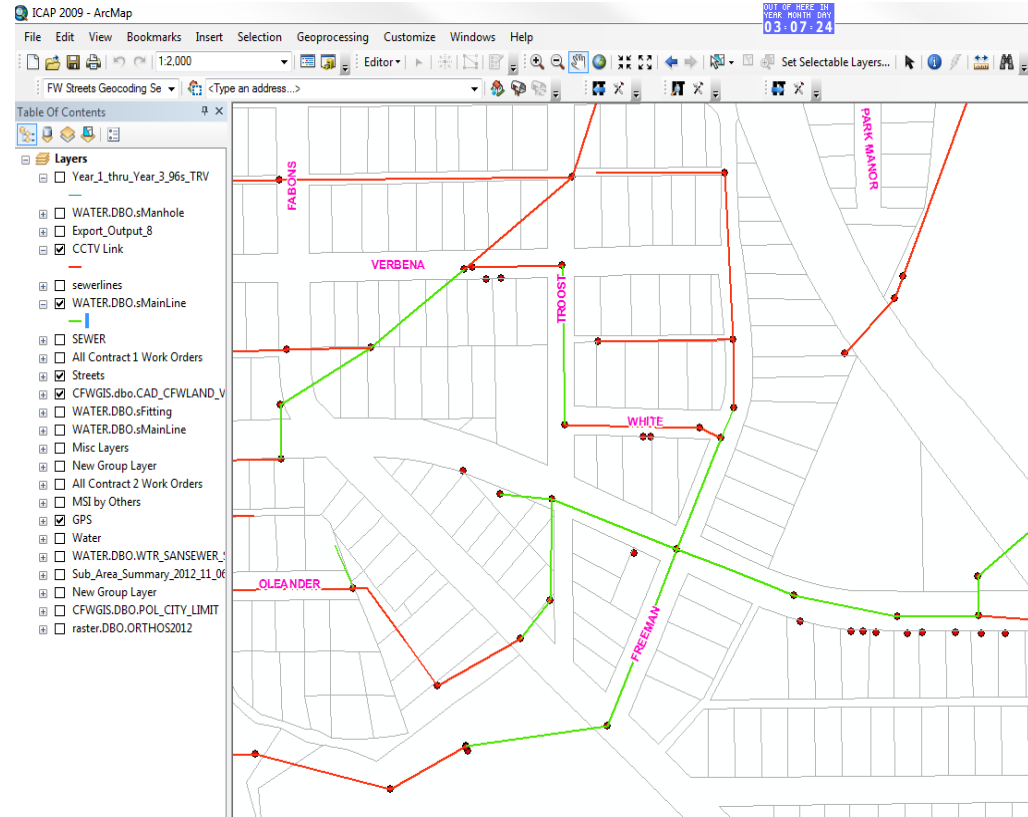 ICAP 2009 - ArcMap
OUT OF HERE IN
YEAR MONTH DAY
03:07:24
File Edit View Bookmarks Insert Selection Geoprocessing Customize Windows Help
1:2,000
Editor
Set Selectable Layers...
FW Streets Geocoding Se
<Type an address...>
Table Of Contents
Layers
Year_1_thru_Year_3_96s_TRV
WATER.DBO.sManhole
Export_Output_8
CCTV Link
sewerlines
WATER.DBO.sMainLine
SEWER
All Contract 1 Work Orders
Streets
CFWGIS.dbo.CAD_CFWLAND_V
WATER.DBO.sFitting
WATER.DBO.sMainLine
Misc Layers
New Group Layer
All Contract 2 Work Orders
MSI by Others
GPS
Water
WATER.DBO.WTR_SANSEWER_
Sub_Area_Summary_2012_11_06
New Group Layer
CFWGIS.DBO.POL_CITY_LIMIT
raster.DBO.ORTHOS2012
FABONS
PARK MANOR
VERBENA
TROOST
WHITE
OLEANDER
FREEMAN